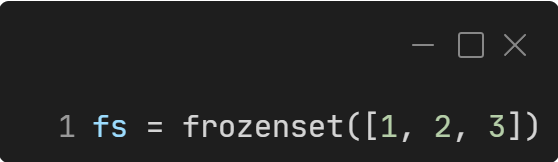 1 fs = frozenset([1, 2, 3])